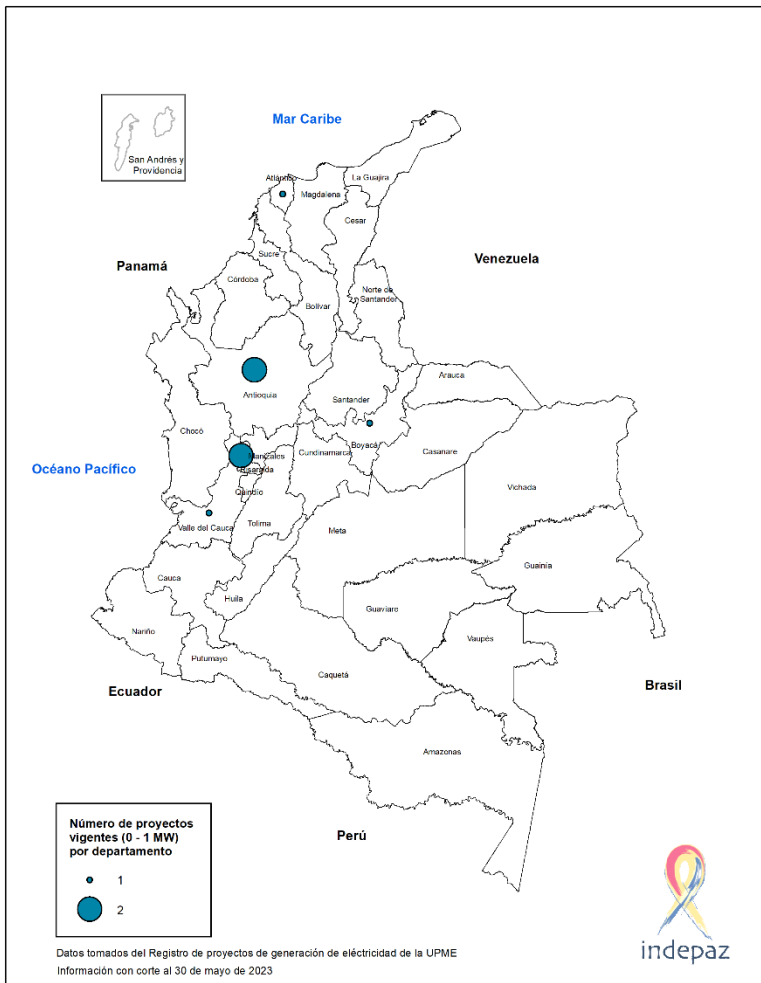 Mar Caribe
San Andrés y
Providencia
La Guajira
Atlántico
Magdalena
Cesar
Sucre
Panamá
Venezuela
Córdoba
Norte de
Santander
Bolívar
Arauca
Antioquia
Santander
Chocó
Boyacá
Cundinamarca
Casanare
Manizales
Risaralda
Océano Pacífico
Vichada
Quindío
Valle del Cauca
Tolima
Meta
Guainía
Cauca
Huila
Guaviare
Nariño
Vaupés
Putumayo
Caquetá
Ecuador
Brasil
Amazonas
Perú
Número de proyectos
vigentes (0 - 1 MW)
por departamento
1
2
indepaz
Datos tomados del Registro de proyectos de generación de eléctricidad de la UPME
Información con corte al 30 de mayo de 2023